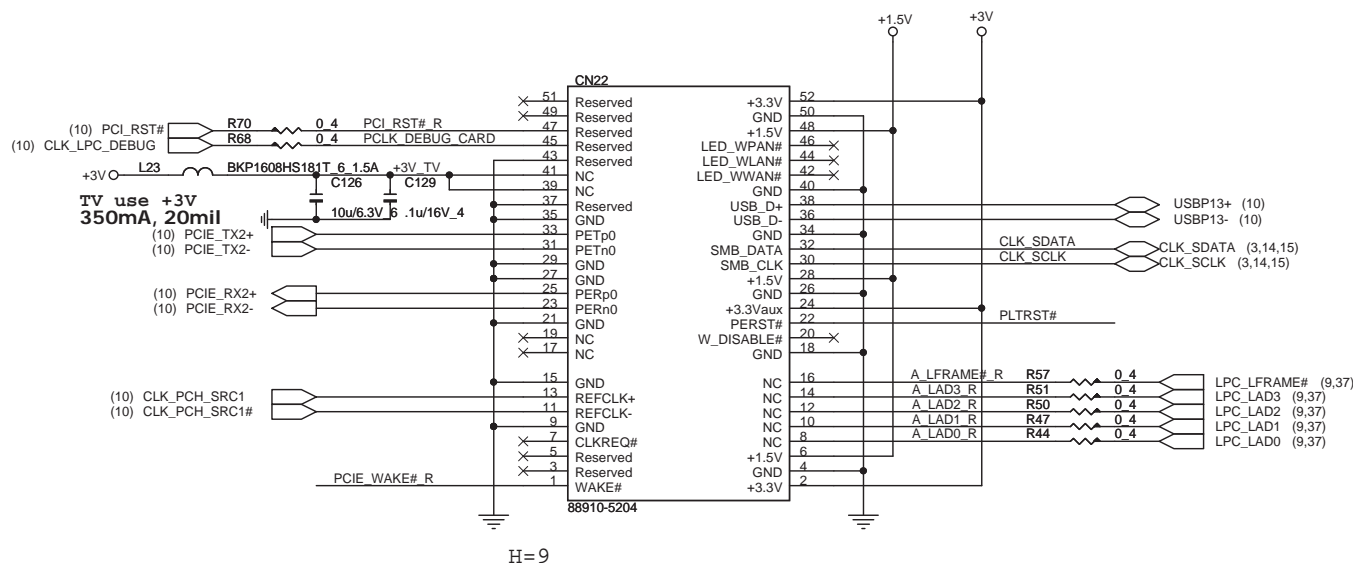 +1.5V +3V
CN22
51 Reserved +3.3V 52
49 Reserved GND 50
(10) PCI_RST# R70 0_4 PCI_RST#_R 47 Reserved +1.5V 48
(10) CLK_LPC_DEBUG R68 0_4 PCLK_DEBUG_CARD 45 Reserved LED_WPAN# 46
43 Reserved LED_WLAN# 44
+3V L23 BKP1608HS181T_6_1.5A +3V_TV 41 NC LED_WWAN# 42
C126 C129 39 NC GND 40
TV use +3V
350mA, 20mil
10u/6.3V_6 .1u/16V_4
37 Reserved USB_D+ 38 USBP13+ (10)
35 GND USB_D- 36 USBP13- (10)
(10) PCIE_TX2+ 33 PETp0 GND 34
(10) PCIE_TX2- 31 PETn0 SMB_DATA 32 CLK_SDATA CLK_SDATA (3,14,15)
29 GND SMB_CLK 30 CLK_SCLK CLK_SCLK (3,14,15)
27 GND +1.5V 28
(10) PCIE_RX2+ 25 PERp0 GND 26
(10) PCIE_RX2- 23 PERn0 +3.3Vaux 24
21 GND PERST# 22 PLTRST#
19 NC W_DISABLE# 20
17 NC GND 18
15 GND NC 16 A_LFRAME#_R R57 0_4 LPC_LFRAME# (9,37)
(10) CLK_PCH_SRC1 13 REFCLK+ NC 14 A_LAD3_R R51 0_4 LPC_LAD3 (9,37)
(10) CLK_PCH_SRC1# 11 REFCLK- NC 12 A_LAD2_R R50 0_4 LPC_LAD2 (9,37)
9 GND NC 10 A_LAD1_R R47 0_4 LPC_LAD1 (9,37)
7 CLKREQ# NC 8 A_LAD0_R R44 0_4 LPC_LAD0 (9,37)
5 Reserved +1.5V 6
3 Reserved GND 4
PCIE_WAKE#_R 1 WAKE# +3.3V 2
88910-5204
H=9